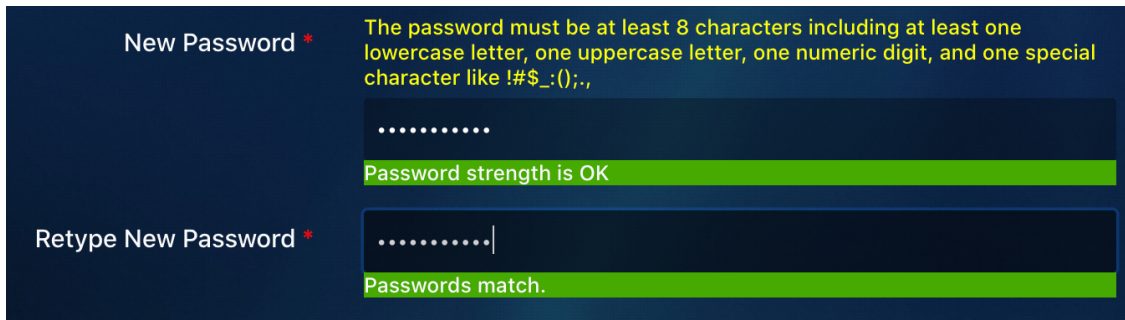 New Password *
The password must be at least 8 characters including at least one
lowercase letter, one uppercase letter, one numeric digit, and one special
character like !#$_:();.,
•••••••••••
Password strength is OK
Retype New Password *
•••••••••••
Passwords match.